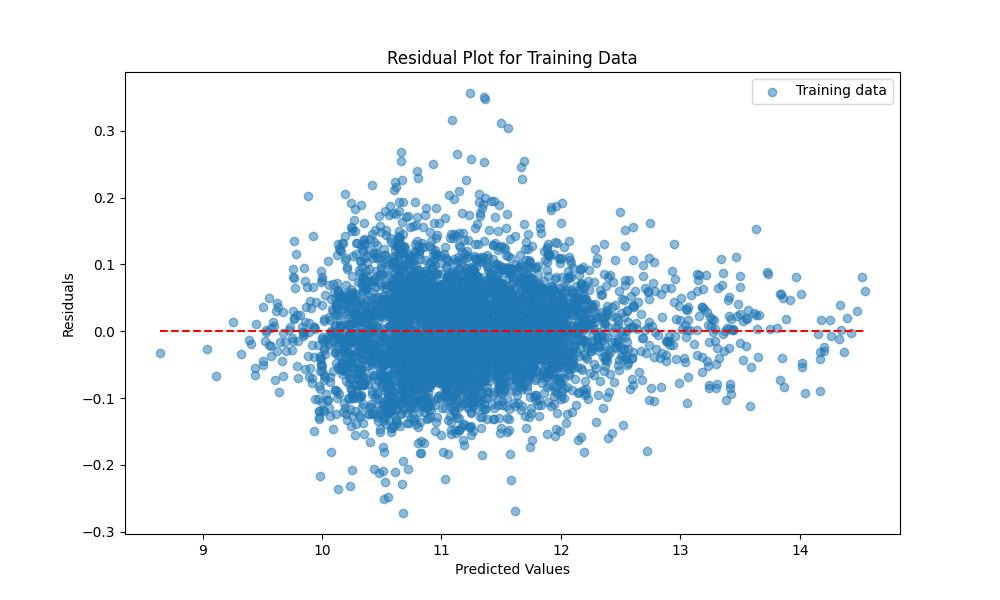 Residual Plot for Training Data
Training data
0.3
0.2
0.1
0.0
−0.1
−0.2
−0.3
Residuals
9 10 11 12 13 14
Predicted Values